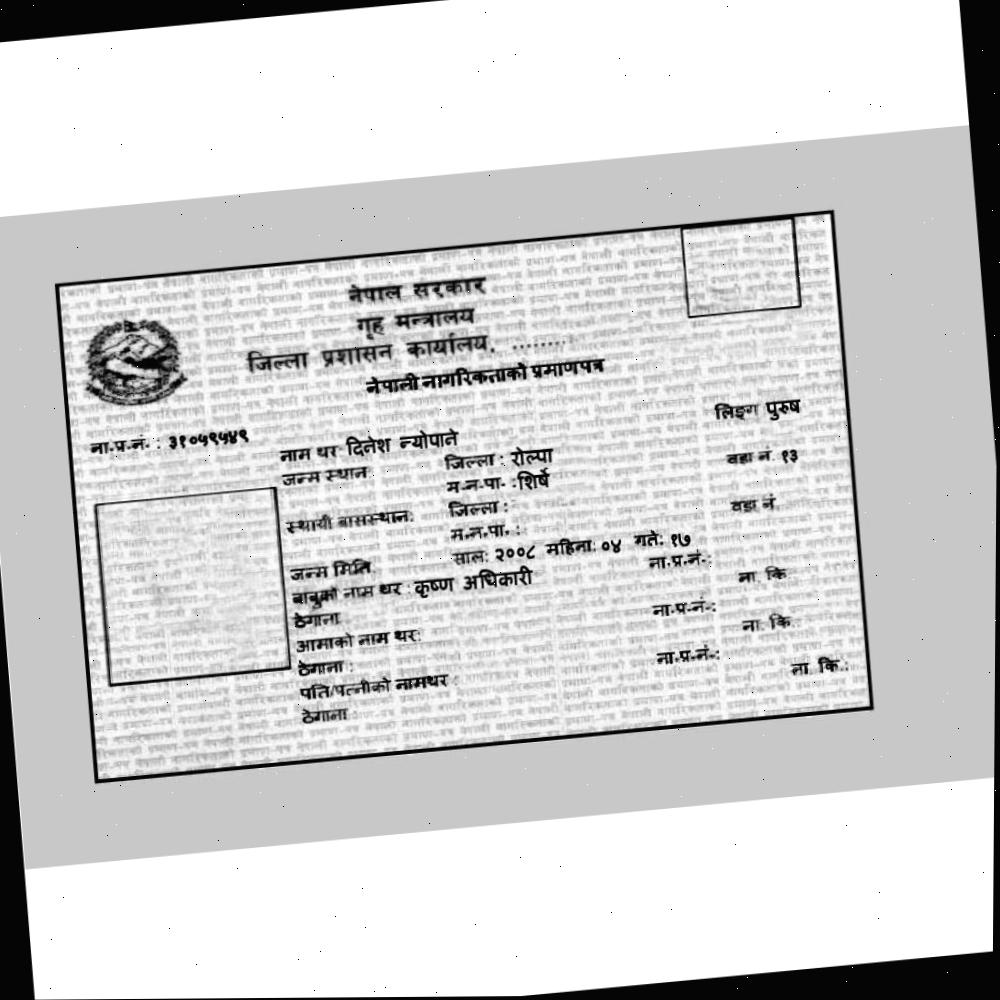 नेपाल सरकार
गृह मन्त्रालय
जिल्ला प्रशासन कार्यालय, ........
नेपाली नागरिकताको प्रमाणपत्र
लिङ्ग पुरुष
ना.प्र.नं. : ३१०५९५४९
नाम थर दिनेश न्योपाने
जन्म स्थान जिल्ला : रोल्पा वडा नं. १३
म.न.पा. : शिर्षे
स्थायी बासस्थान: जिल्ला : वडा नं
म.न.पा. :
जन्म मिति साल: २००८ महिना: ०४ गते: १७
बाबुको नाम थर : कृष्ण अधिकारी ना.प्र.नं.:
ठेगाना ना. कि
आमाको नाम थर: ना.प्र.नं.:
ठेगाना : ना. कि.:
पति/पत्नीको नामथर : ना.प्र.नं.:
ठेगाना : ना. कि.: